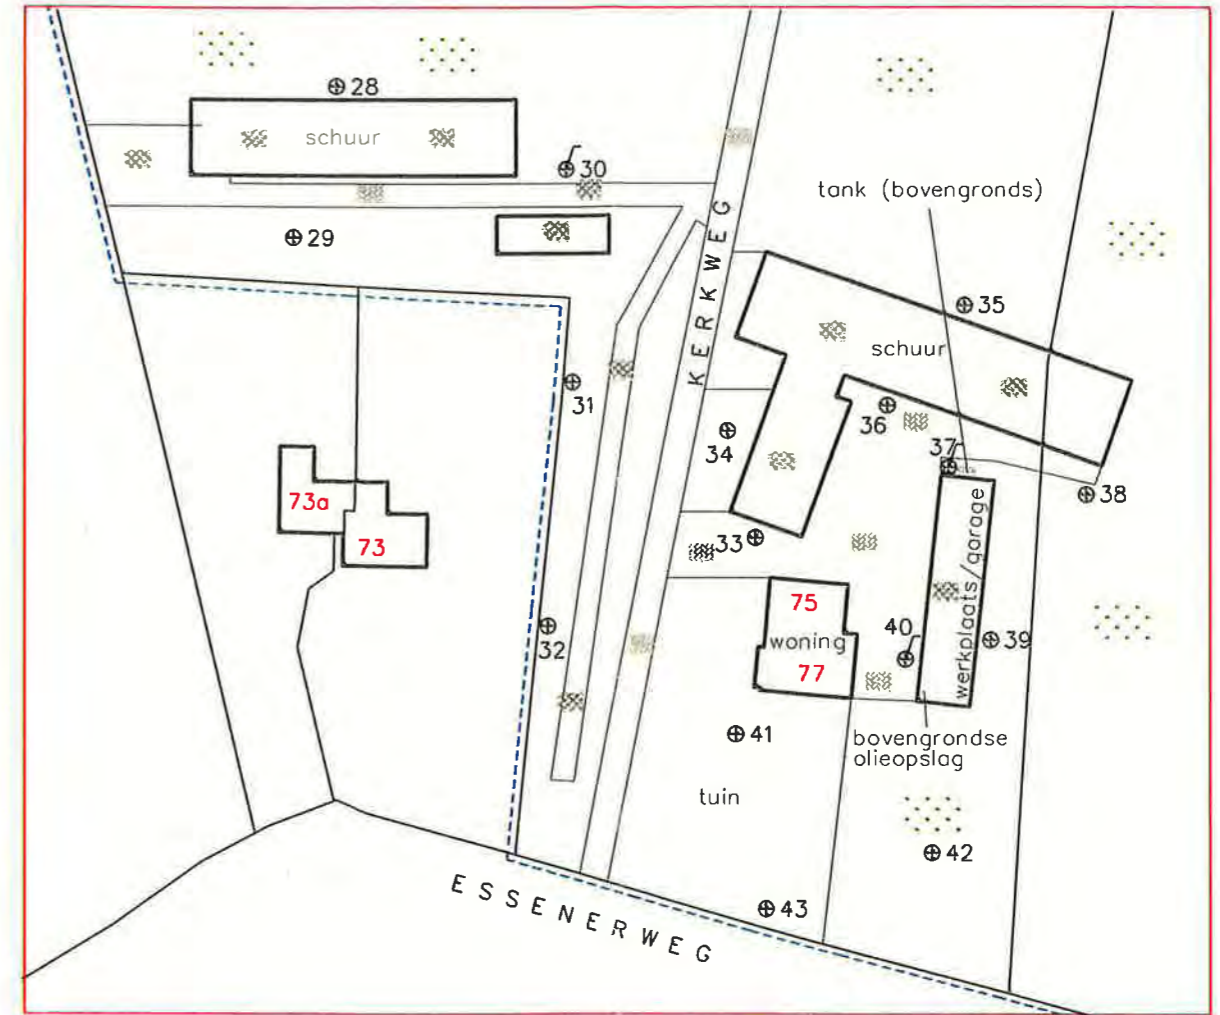 28
schuur
30
tank (bovengronds)
29
KERKWEG
35
schuur
31
36
34
37
38
73a
33
73
werkplaats/garage
75
40
39
woning
32
77
41
bovengrondse
olieopslag
tuin
42
ESSENERWEG
43